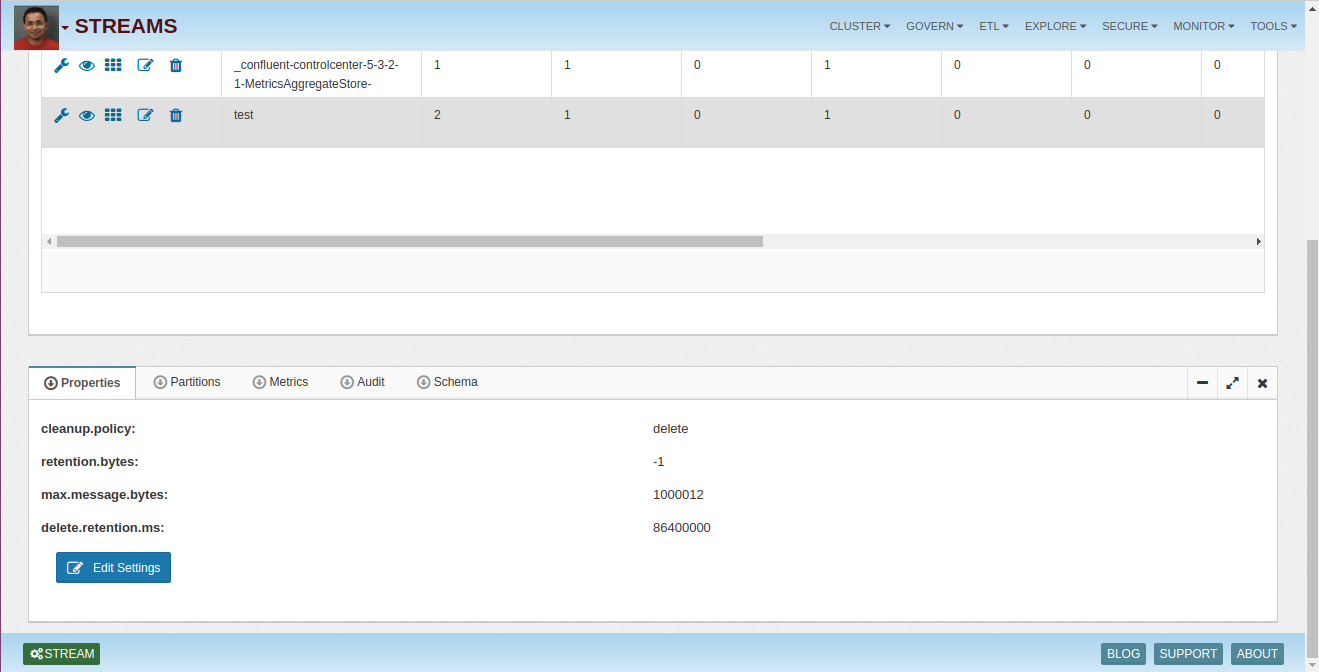 STREAMS CLUSTER GOVERN ETL EXPLORE SECURE MONITOR TOOLS
_confluent-controlcenter-5-3-2- 1 1 0 1 0 0 0
1-MetricsAggregateStore-
test 2 1 0 1 0 0 0
Properties Partitions Metrics Audit Schema
cleanup.policy: delete
retention.bytes: -1
max.message.bytes: 1000012
delete.retention.ms: 86400000
Edit Settings
STREAM BLOG SUPPORT ABOUT